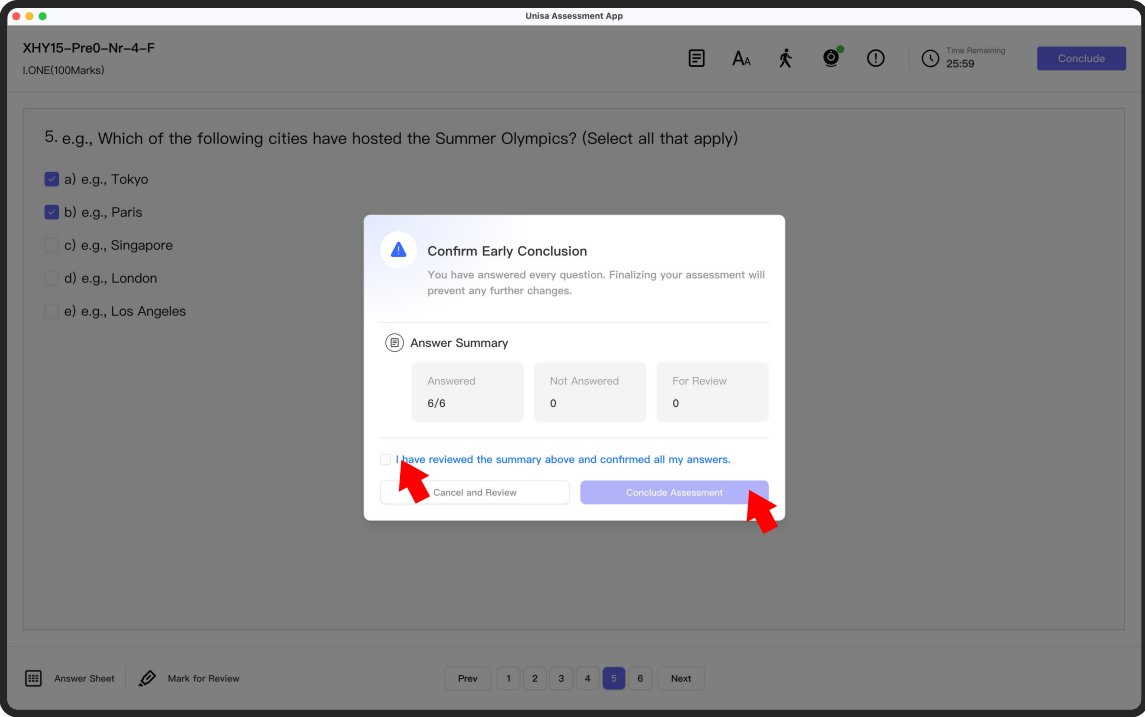 Unisa Assessment App
XHY15-Pre0-Nr-4-F
I.ONE(100Marks)
AA
Time Remaining
25:59
Conclude
5. e.g., Which of the following cities have hosted the Summer Olympics? (Select all that apply)
a) e.g., Tokyo
b) e.g., Paris
c) e.g., Singapore
d) e.g., London
e) e.g., Los Angeles
Confirm Early Conclusion
You have answered every question. Finalizing your assessment will
prevent any further changes.
Answer Summary
Answered
6/6
Not Answered
0
For Review
0
I have reviewed the summary above and confirmed all my answers.
Cancel and Review
Conclude Assessment
Answer Sheet
Mark for Review
Prev 1 2 3 4 5 6 Next